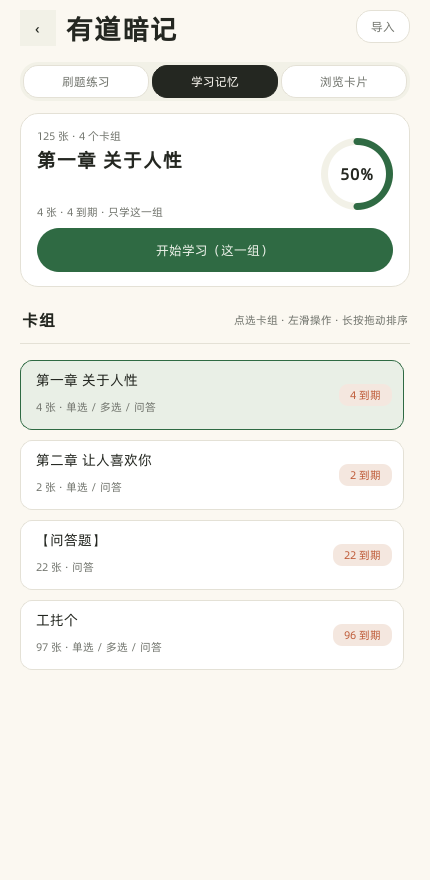 ‹ 有道暗记 导入
刷题练习 学习记忆 浏览卡片
125 张 · 4 个卡组
第一章 关于人性
50%
4 张 · 4 到期 · 只学这一组
开始学习（这一组）
卡组 点选卡组 · 左滑操作 · 长按拖动排序
第一章 关于人性
4 到期
4 张 · 单选 / 多选 / 问答
第二章 让人喜欢你
2 到期
2 张 · 单选 / 问答
【问答题】
22 到期
22 张 · 问答
工扥个
96 到期
97 张 · 单选 / 多选 / 问答